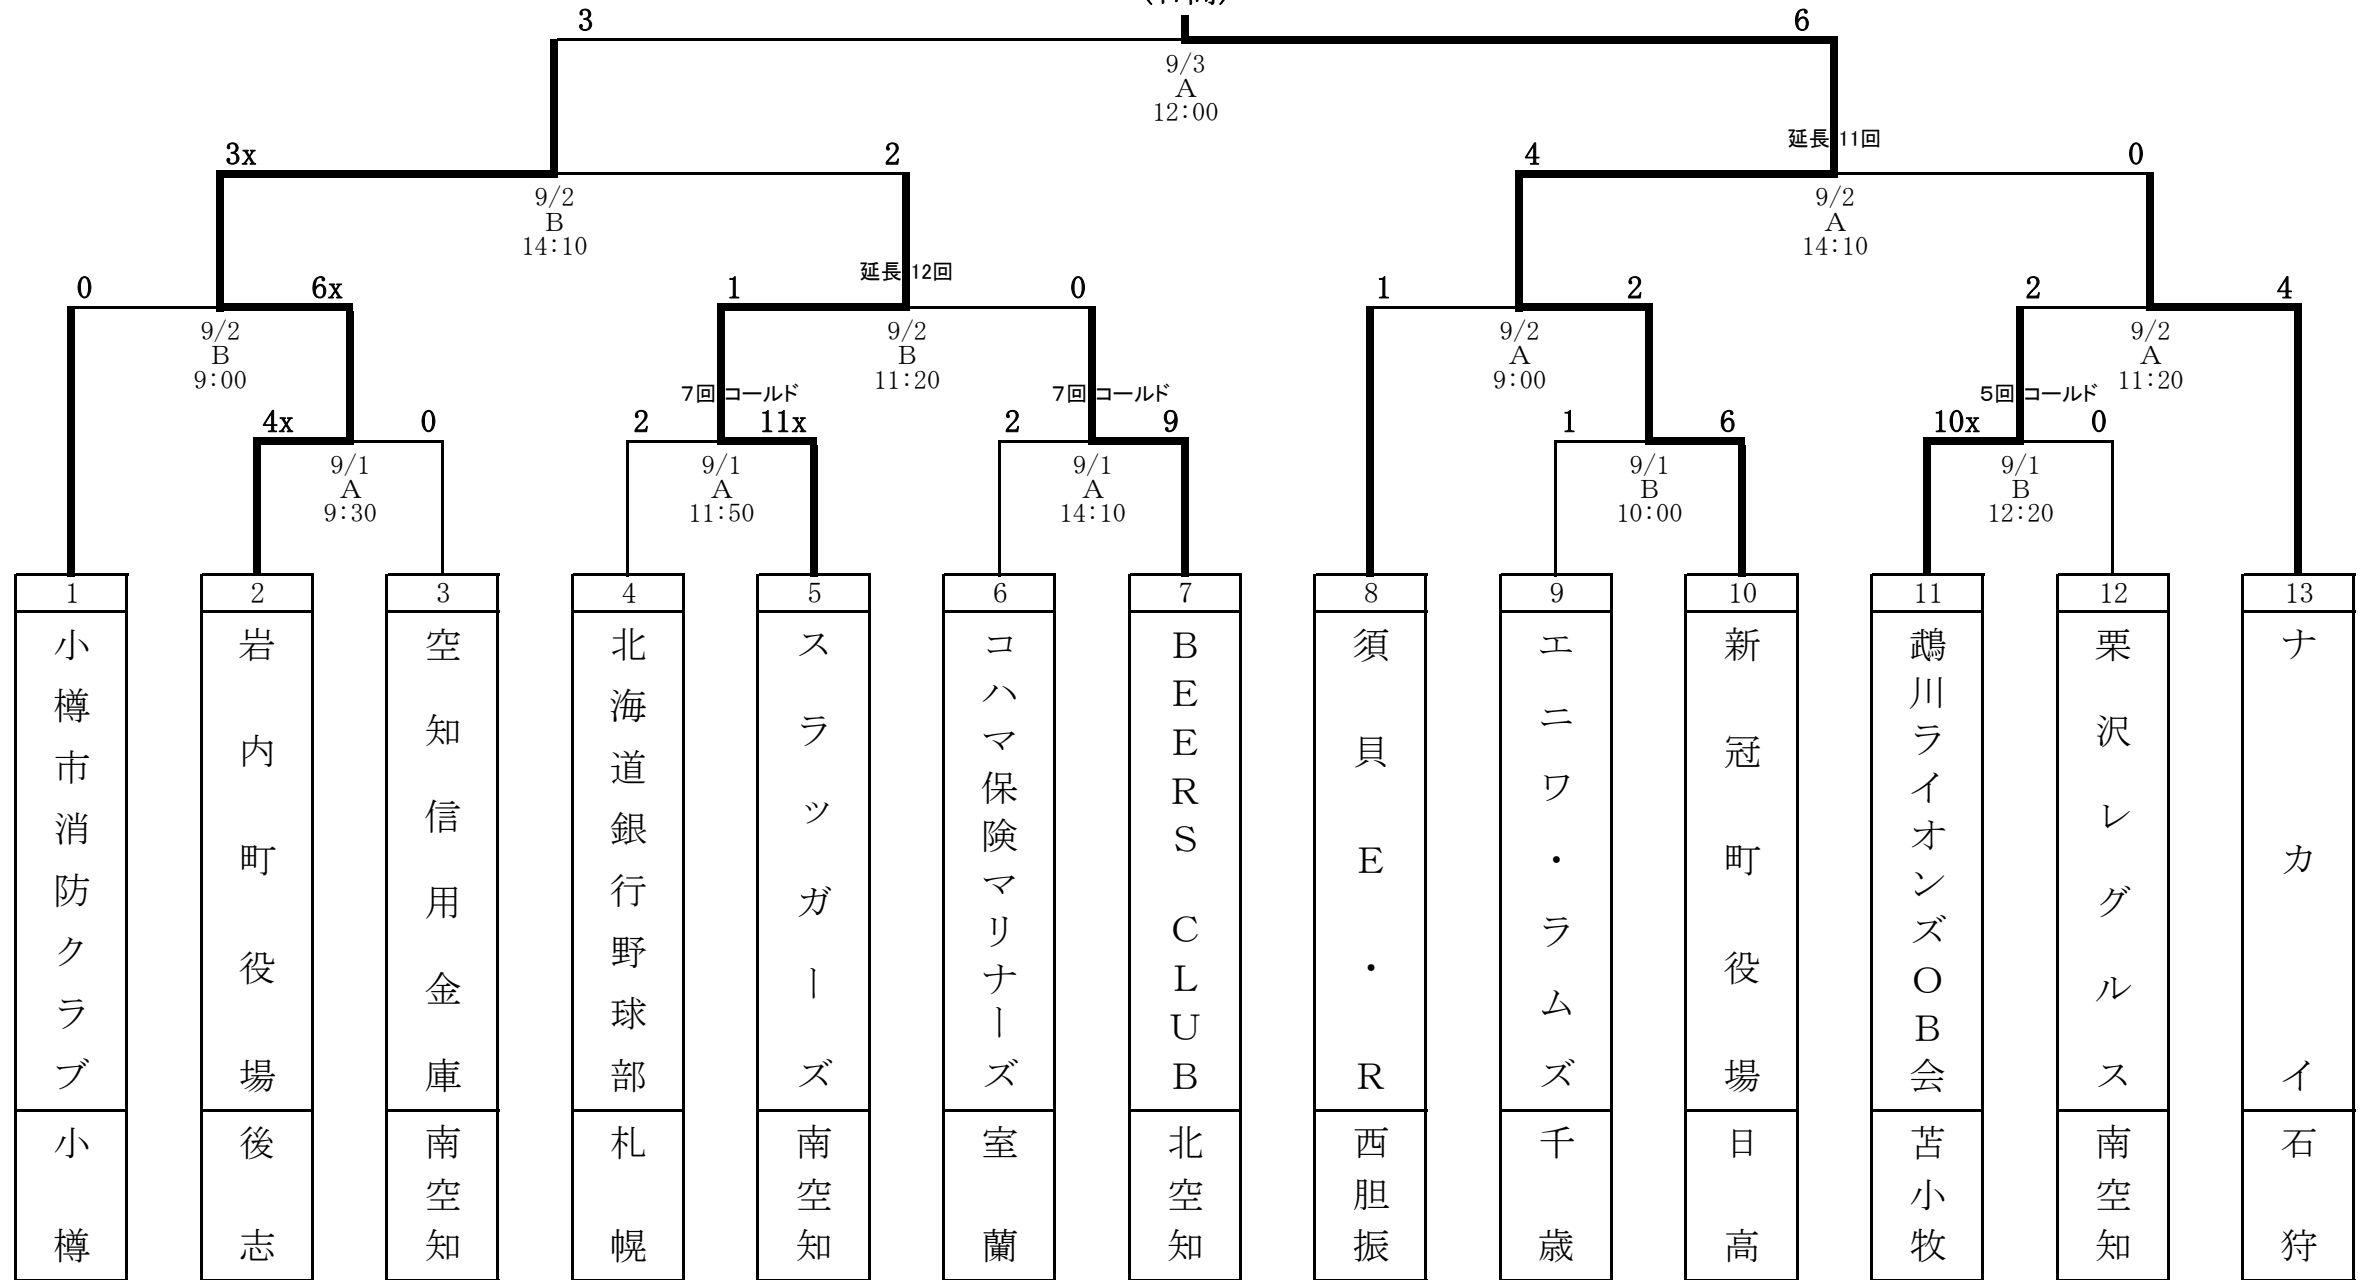 3
6
9/3
A
12:00
延長 11回
3x
2
4
0
9/2
B
14:10
9/2
A
14:10
延長 12回
0
6x
1
0
1
2
2
4
9/2
B
9:00
9/2
B
11:20
9/2
A
9:00
9/2
A
11:20
7回 コールド
7回 コールド
5回 コールド
4x
0
2
11x
2
9
1
6
10x
0
9/1
A
9:30
9/1
A
11:50
9/1
A
14:10
9/1
B
10:00
9/1
B
12:20
1
小樽市消防クラブ
小樽
2
岩内町役場
後志
3
空知信用金庫
南空知
4
北海道銀行野球部
札幌
5
スラッガーズ
南空知
6
コハマ保険マリナーズ
室蘭
7
BEERS CLUB
北空知
8
須貝E・R
西胆振
9
エニワ・ラムズ
千歳
10
新冠町役場
日高
11
鵡川ライオンズOB会
苫小牧
12
栗沢レグルス
南空知
13
ナカイ
石狩